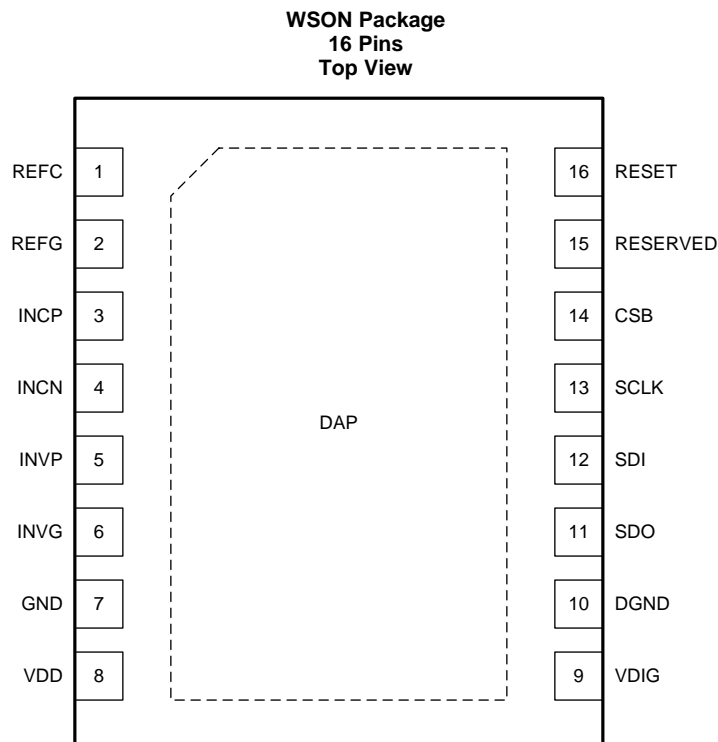 WSON Package
16 Pins
Top View
REFC 1
REFG 2
INCP 3
INCN 4
INVP 5
INVG 6
GND 7
VDD 8
DAP
16 RESET
15 RESERVED
14 CSB
13 SCLK
12 SDI
11 SDO
10 DGND
9 VDIG